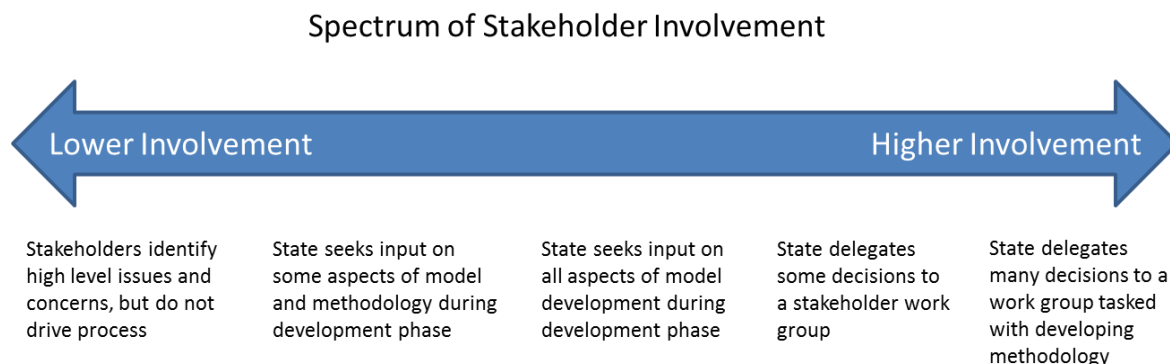 Spectrum of Stakeholder Involvement
Lower Involvement
Higher Involvement
Stakeholders identify
high level issues and
concerns, but do not
drive process
State seeks input on
some aspects of model
and methodology during
development phase
State seeks input on
all aspects of model
development during
development phase
State delegates
some decisions to
a stakeholder work
group
State delegates
many decisions to a
work group tasked
with developing
methodology